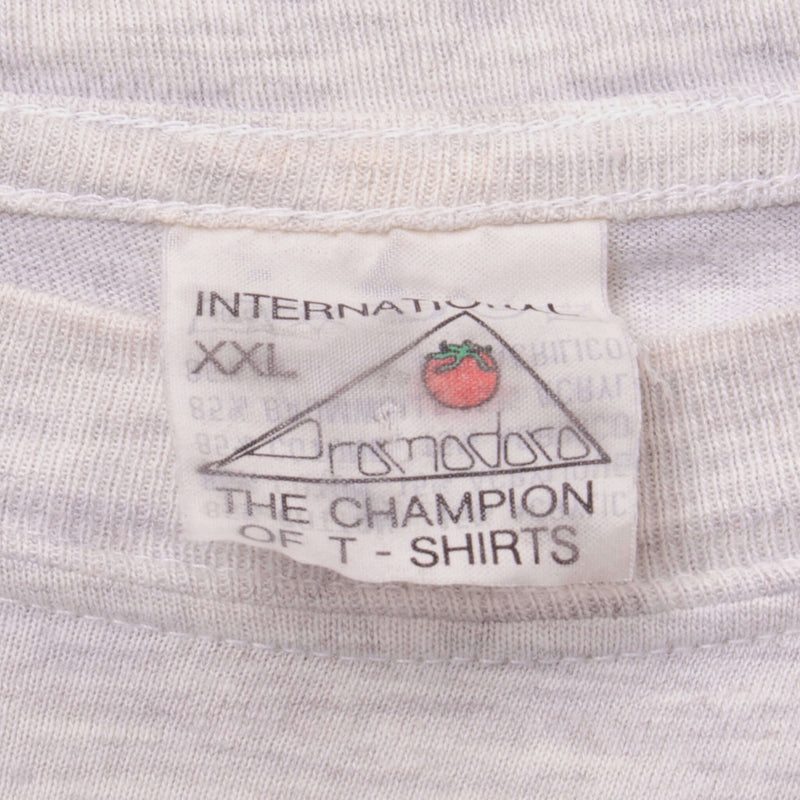 INTERNATIONAL
XXL
Promodoro
THE CHAMPION
OF T - SHIRTS